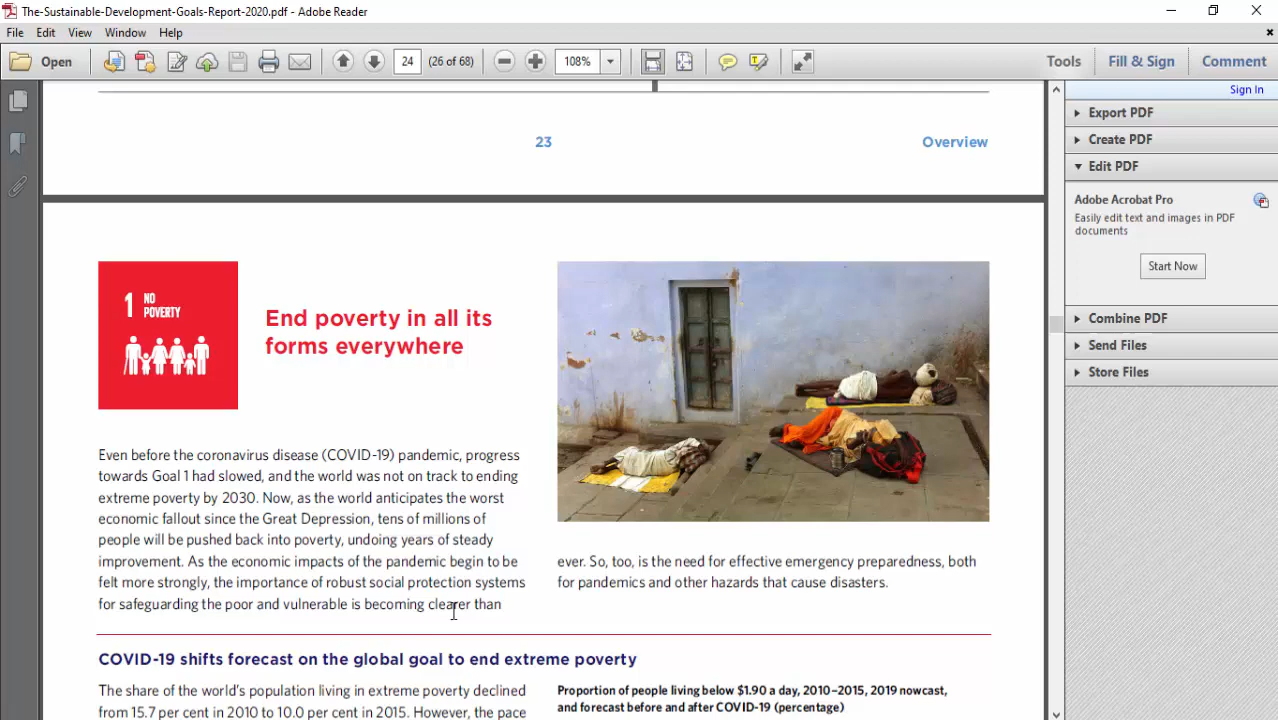 The-Sustainable-Development-Goals-Report-2020.pdf - Adobe Reader
File Edit View Window Help
Open 24 (26 of 68) 108% Tools Fill & Sign Comment
Sign In
Export PDF
Create PDF
Edit PDF
Adobe Acrobat Pro
Easily edit text and images in PDF
documents
Start Now
Combine PDF
Send Files
Store Files
23 Overview
1 NO
POVERTY
End poverty in all its
forms everywhere
Even before the coronavirus disease (COVID-19) pandemic, progress
towards Goal 1 had slowed, and the world was not on track to ending
extreme poverty by 2030. Now, as the world anticipates the worst
economic fallout since the Great Depression, tens of millions of
people will be pushed back into poverty, undoing years of steady
improvement. As the economic impacts of the pandemic begin to be
felt more strongly, the importance of robust social protection systems
for safeguarding the poor and vulnerable is becoming clearer than
ever. So, too, is the need for effective emergency preparedness, both
for pandemics and other hazards that cause disasters.
COVID-19 shifts forecast on the global goal to end extreme poverty
The share of the world's population living in extreme poverty declined
from 15.7 per cent in 2010 to 10.0 per cent in 2015. However, the pace
Proportion of people living below $1.90 a day, 2010–2015, 2019 nowcast,
and forecast before and after COVID-19 (percentage)